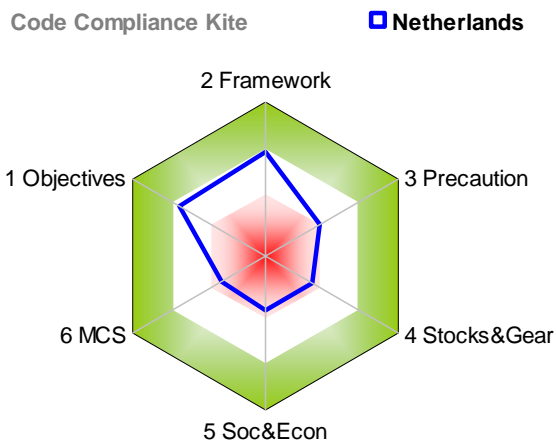 Code Compliance Kite
Netherlands
2 Framework
1 Objectives
3 Precaution
6 MCS
4 Stocks&Gear
5 Soc&Econ